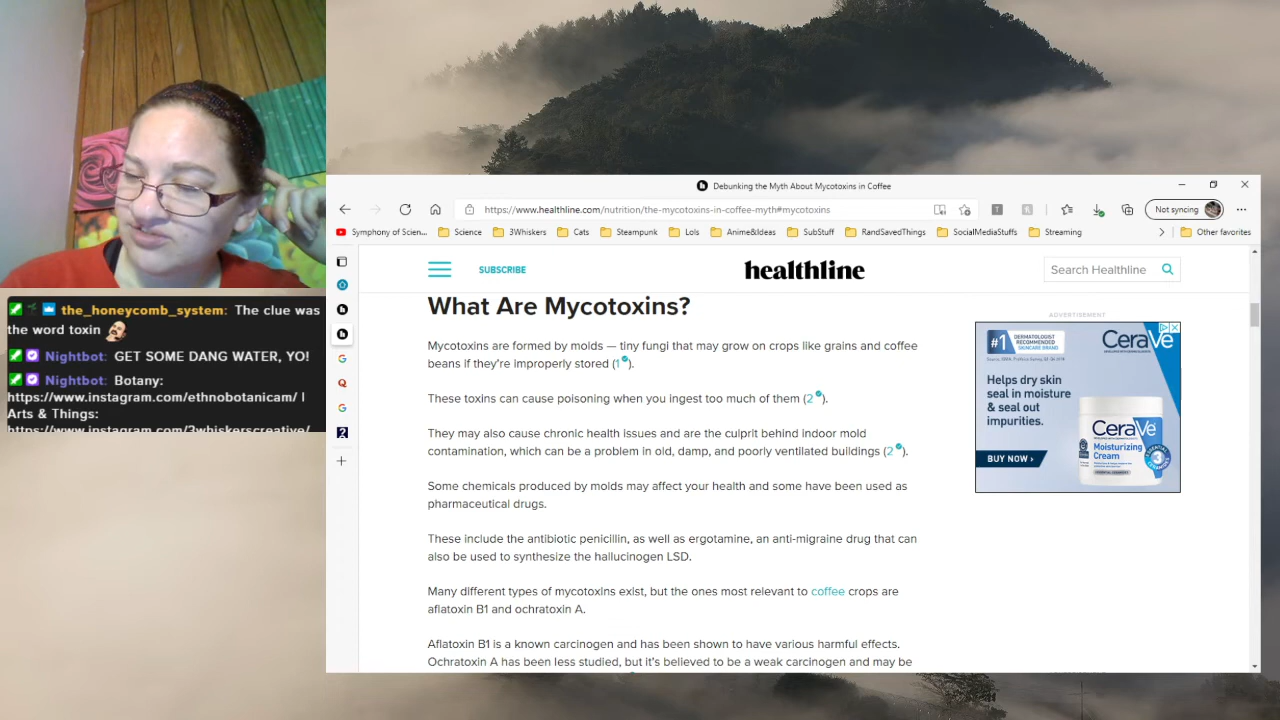 the_honeycomb_system: The clue was
the word toxin
Nightbot: GET SOME DANG WATER, YO!
Nightbot: Botany:
https://www.instagram.com/ethnobotanicam/ |
Arts & Things:
https://www.instagram.com/3whiskerscreative/
Debunking the Myth About Mycotoxins in Coffee
https://www.healthline.com/nutrition/the-mycotoxins-in-coffee-myth#mycotoxins
Not syncing
Symphony of Scien... Science 3Whiskers Cats Steampunk Lols Anime&Ideas SubStuff RandSavedThings SocialMediaStuffs Streaming Other favorites
SUBSCRIBE
healthline
Search Healthline
What Are Mycotoxins?
Mycotoxins are formed by molds — tiny fungi that may grow on crops like grains and coffee
beans if they're improperly stored (1).
These toxins can cause poisoning when you ingest too much of them (2).
They may also cause chronic health issues and are the culprit behind indoor mold
contamination, which can be a problem in old, damp, and poorly ventilated buildings (2).
Some chemicals produced by molds may affect your health and some have been used as
pharmaceutical drugs.
These include the antibiotic penicillin, as well as ergotamine, an anti-migraine drug that can
also be used to synthesize the hallucinogen LSD.
Many different types of mycotoxins exist, but the ones most relevant to coffee crops are
aflatoxin B1 and ochratoxin A.
Aflatoxin B1 is a known carcinogen and has been shown to have various harmful effects.
Ochratoxin A has been less studied, but it's believed to be a weak carcinogen and may be
ADVERTISEMENT
#1 DERMATOLOGIST
RECOMMENDED
SKINCARE BRAND
CeraVe
Helps dry skin
seal in moisture
& seal out
impurities.
BUY NOW ›
CeraVe
Moisturizing
Cream
3